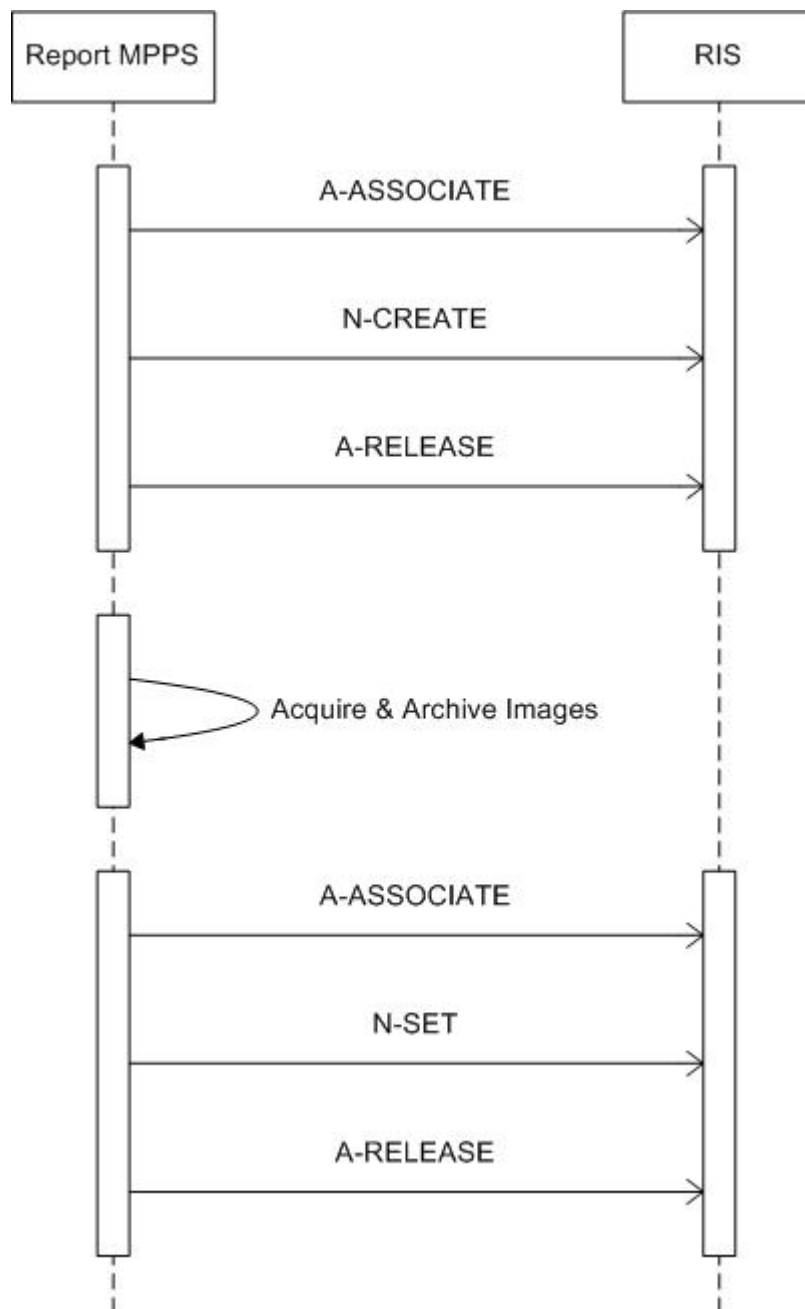 Report MPPS
RIS
A-ASSOCIATE
N-CREATE
A-RELEASE
Acquire & Archive Images
A-ASSOCIATE
N-SET
A-RELEASE